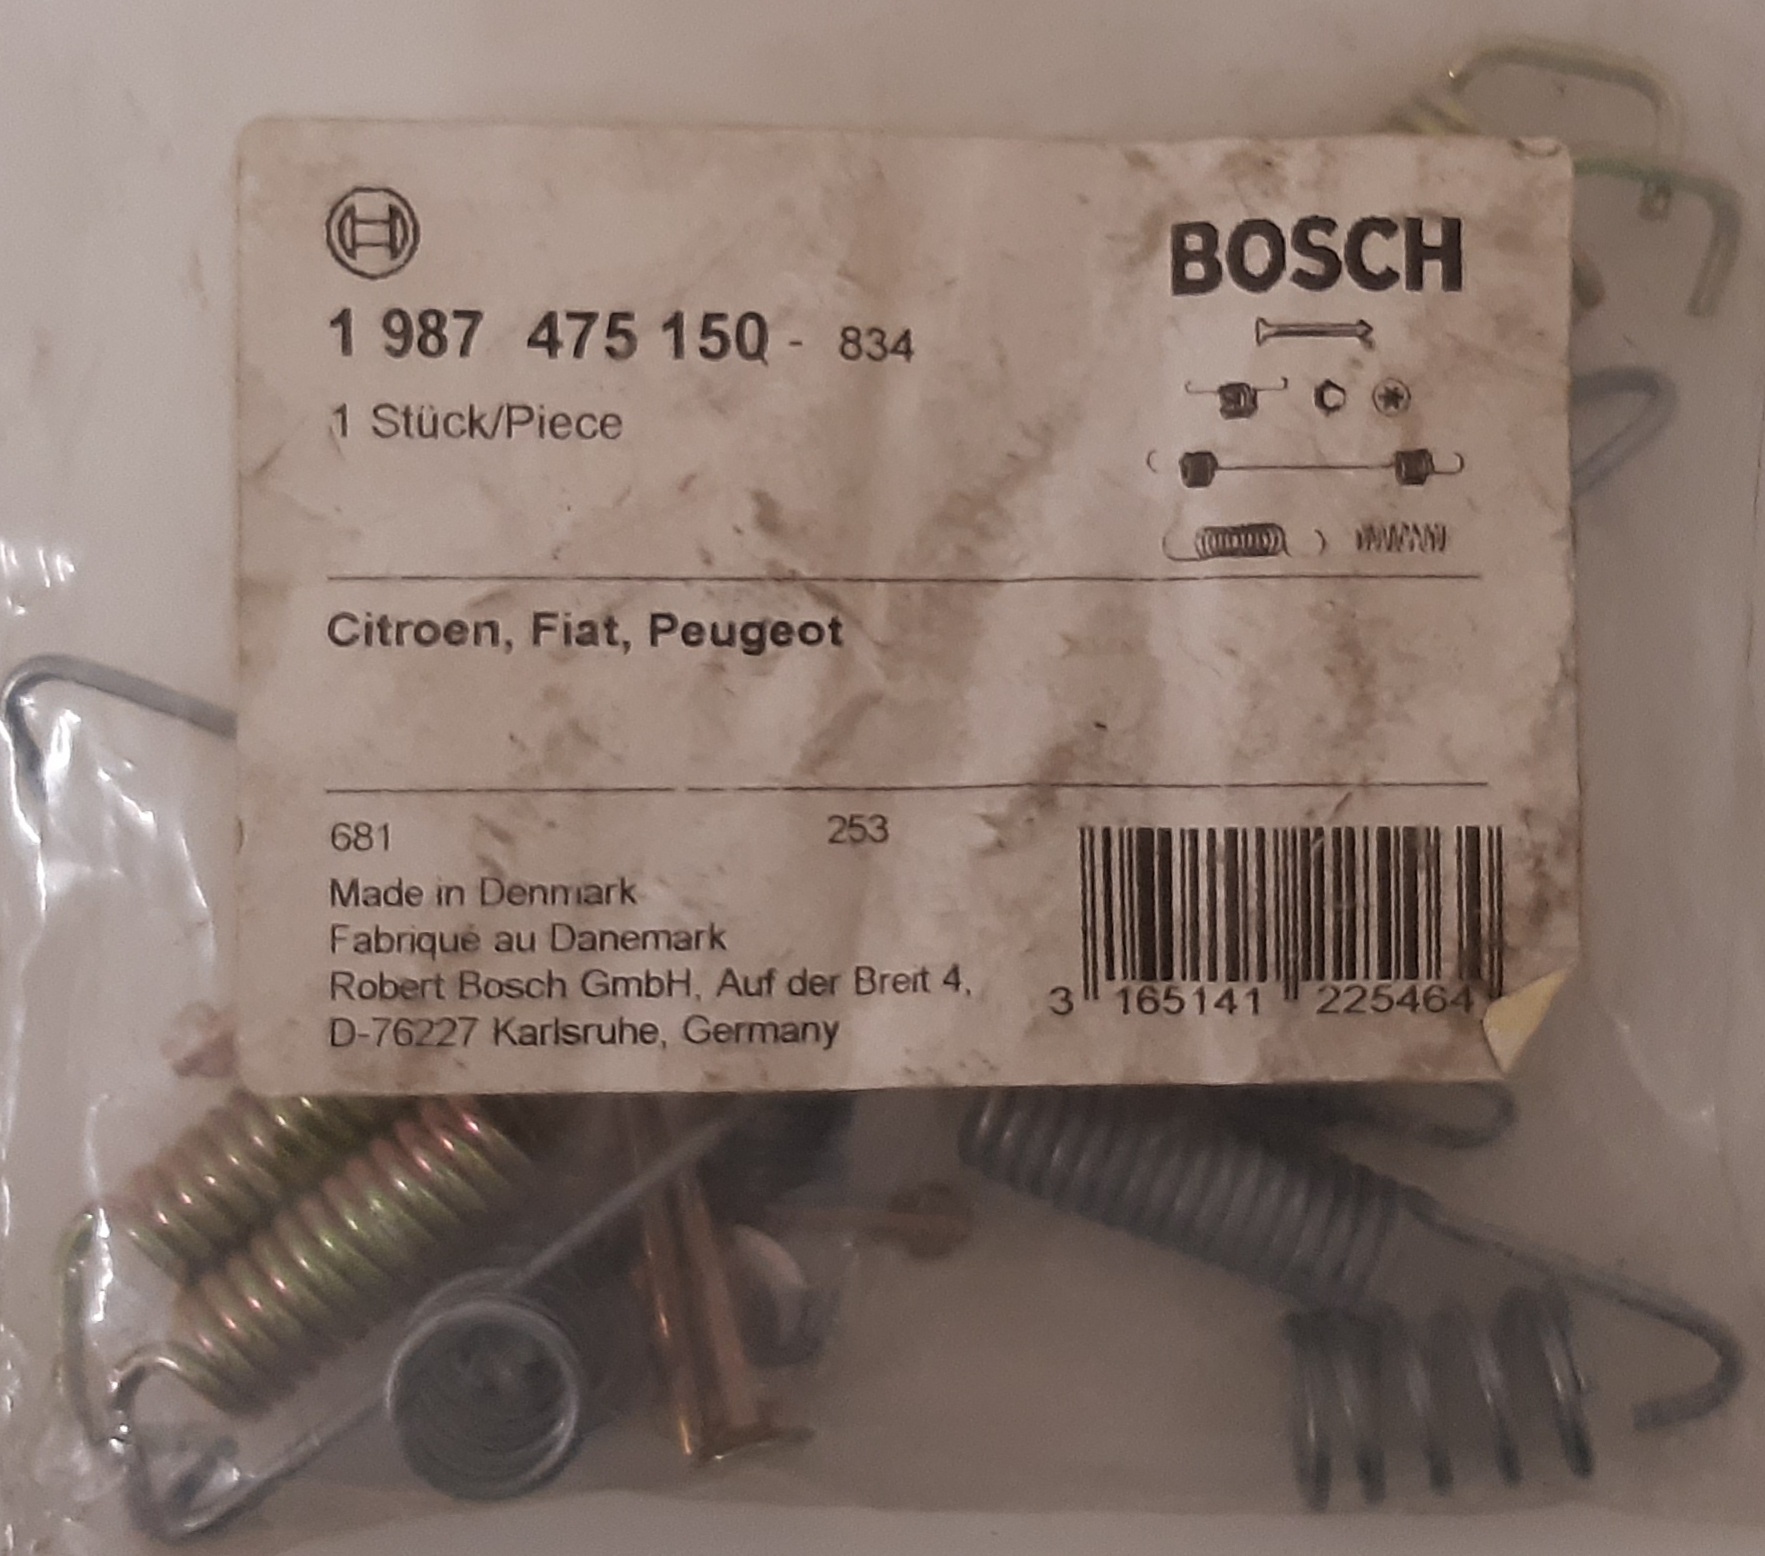 BOSCH
1 987 475 150 - 834
1 Stück/Piece
Citroen, Fiat, Peugeot
681 253
Made in Denmark
Fabriqué au Danemark
Robert Bosch GmbH, Auf der Breit 4,
D-76227 Karlsruhe, Germany
3 165141 225464